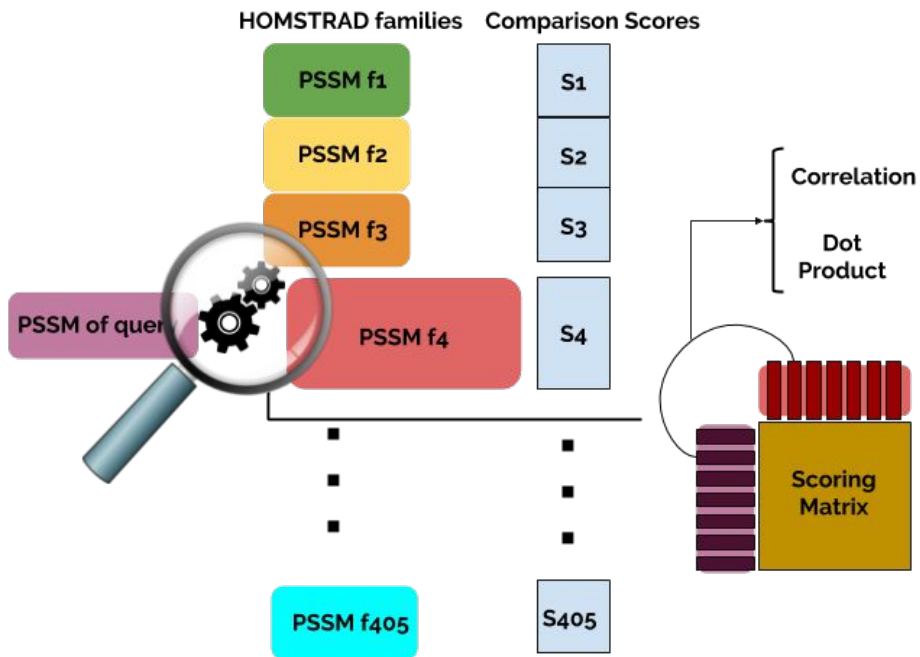 HOMSTRAD families
Comparison Scores
PSSM f1
S1
PSSM f2
S2
PSSM f3
S3
PSSM of query
PSSM f4
S4
Correlation
Dot
Product
Scoring
Matrix
PSSM f405
S405